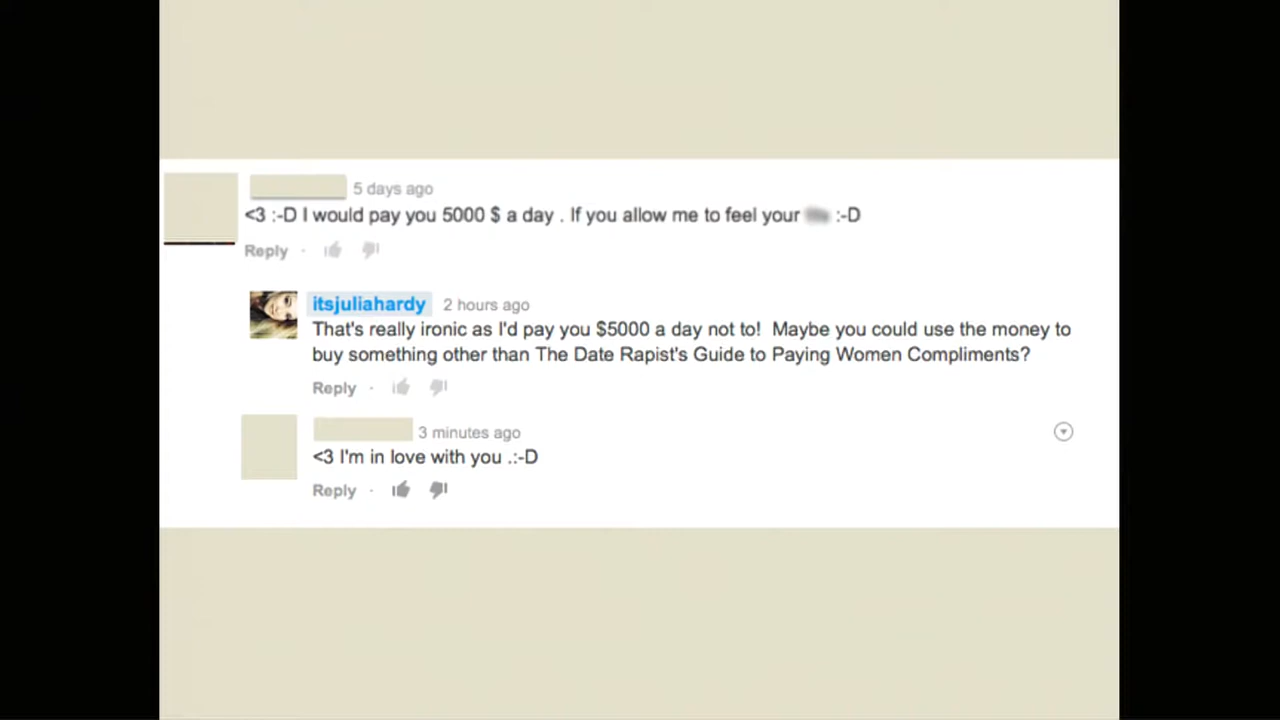 5 days ago
<3 :-D I would pay you 5000 $ a day . If you allow me to feel your :-D
Reply ·
itsjuliahardy 2 hours ago
That's really ironic as I'd pay you $5000 a day not to! Maybe you could use the money to
buy something other than The Date Rapist's Guide to Paying Women Compliments?
Reply ·
3 minutes ago
<3 I'm in love with you .:-D
Reply ·